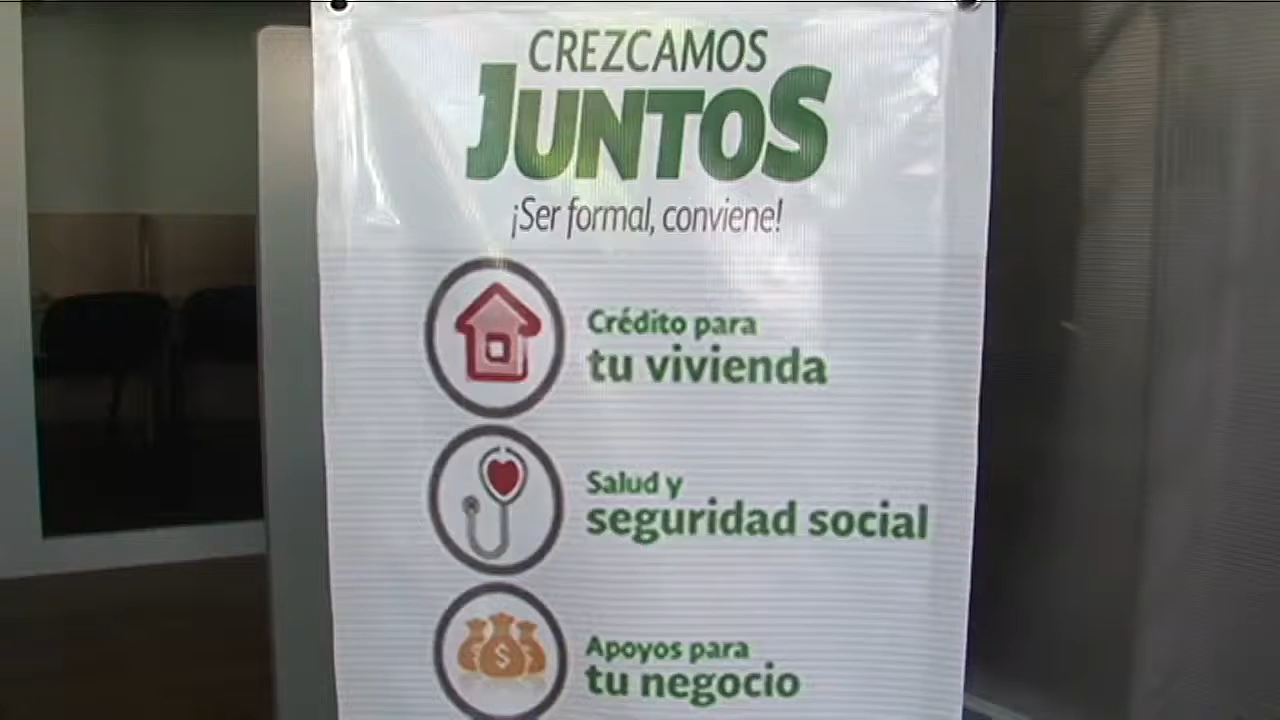 CREZCAMOS
JUNTOS
¡Ser formal, conviene!
Crédito para
tu vivienda
Salud y
seguridad social
$
Apoyos para
tu negocio